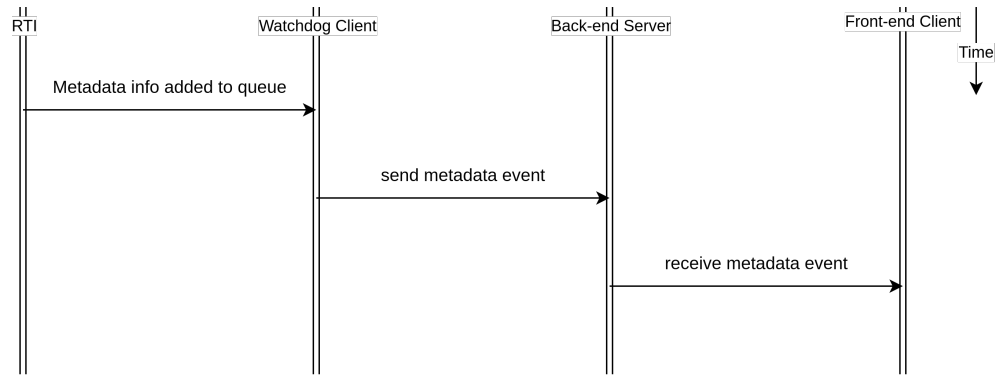 RTI
Watchdog Client
Back-end Server
Front-end Client
Time
Metadata info added to queue
send metadata event
receive metadata event